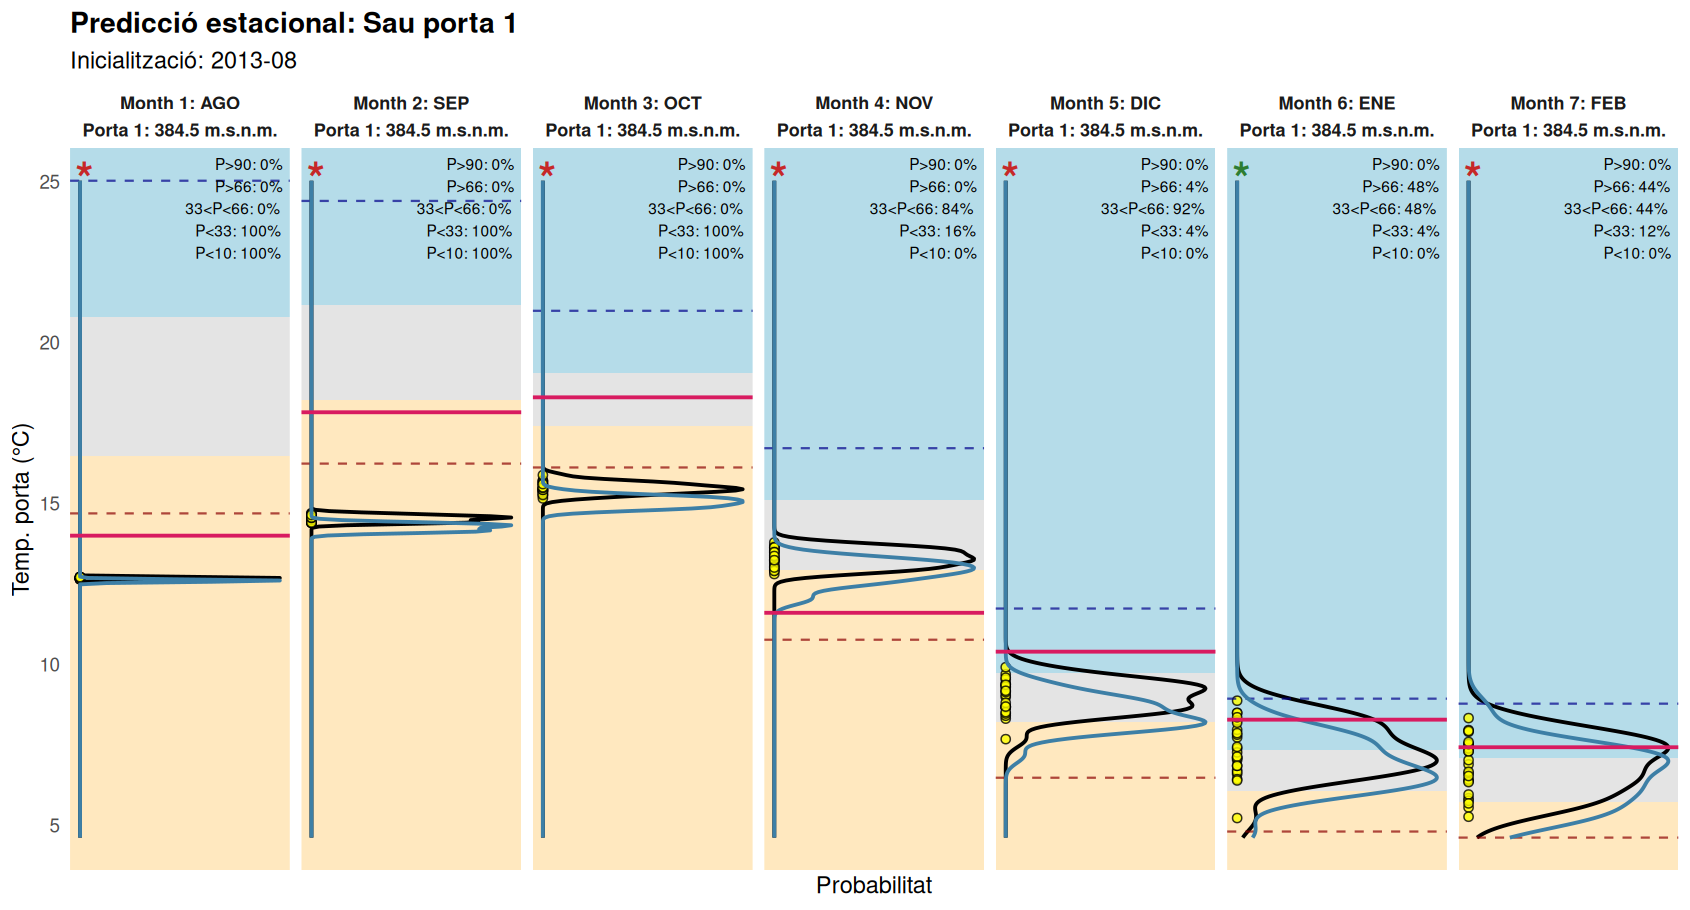 Predicció estacional: Sau porta 1
Inicialització: 2013-08
Month 1: AGO
Porta 1: 384.5 m.s.n.m.
Month 2: SEP
Porta 1: 384.5 m.s.n.m.
Month 3: OCT
Porta 1: 384.5 m.s.n.m.
Month 4: NOV
Porta 1: 384.5 m.s.n.m.
Month 5: DIC
Porta 1: 384.5 m.s.n.m.
Month 6: ENE
Porta 1: 384.5 m.s.n.m.
Month 7: FEB
Porta 1: 384.5 m.s.n.m.
*
P>90: 0%
P>66: 0%
33<P<66: 0%
P<33: 100%
P<10: 100%
*
P>90: 0%
P>66: 0%
33<P<66: 0%
P<33: 100%
P<10: 100%
*
P>90: 0%
P>66: 0%
33<P<66: 0%
P<33: 100%
P<10: 100%
*
P>90: 0%
P>66: 0%
33<P<66: 84%
P<33: 16%
P<10: 0%
*
P>90: 0%
P>66: 4%
33<P<66: 92%
P<33: 4%
P<10: 0%
*
P>90: 0%
P>66: 48%
33<P<66: 48%
P<33: 4%
P<10: 0%
*
P>90: 0%
P>66: 44%
33<P<66: 44%
P<33: 12%
P<10: 0%
25
20
15
10
5
Temp. porta (°C)
Probabilitat